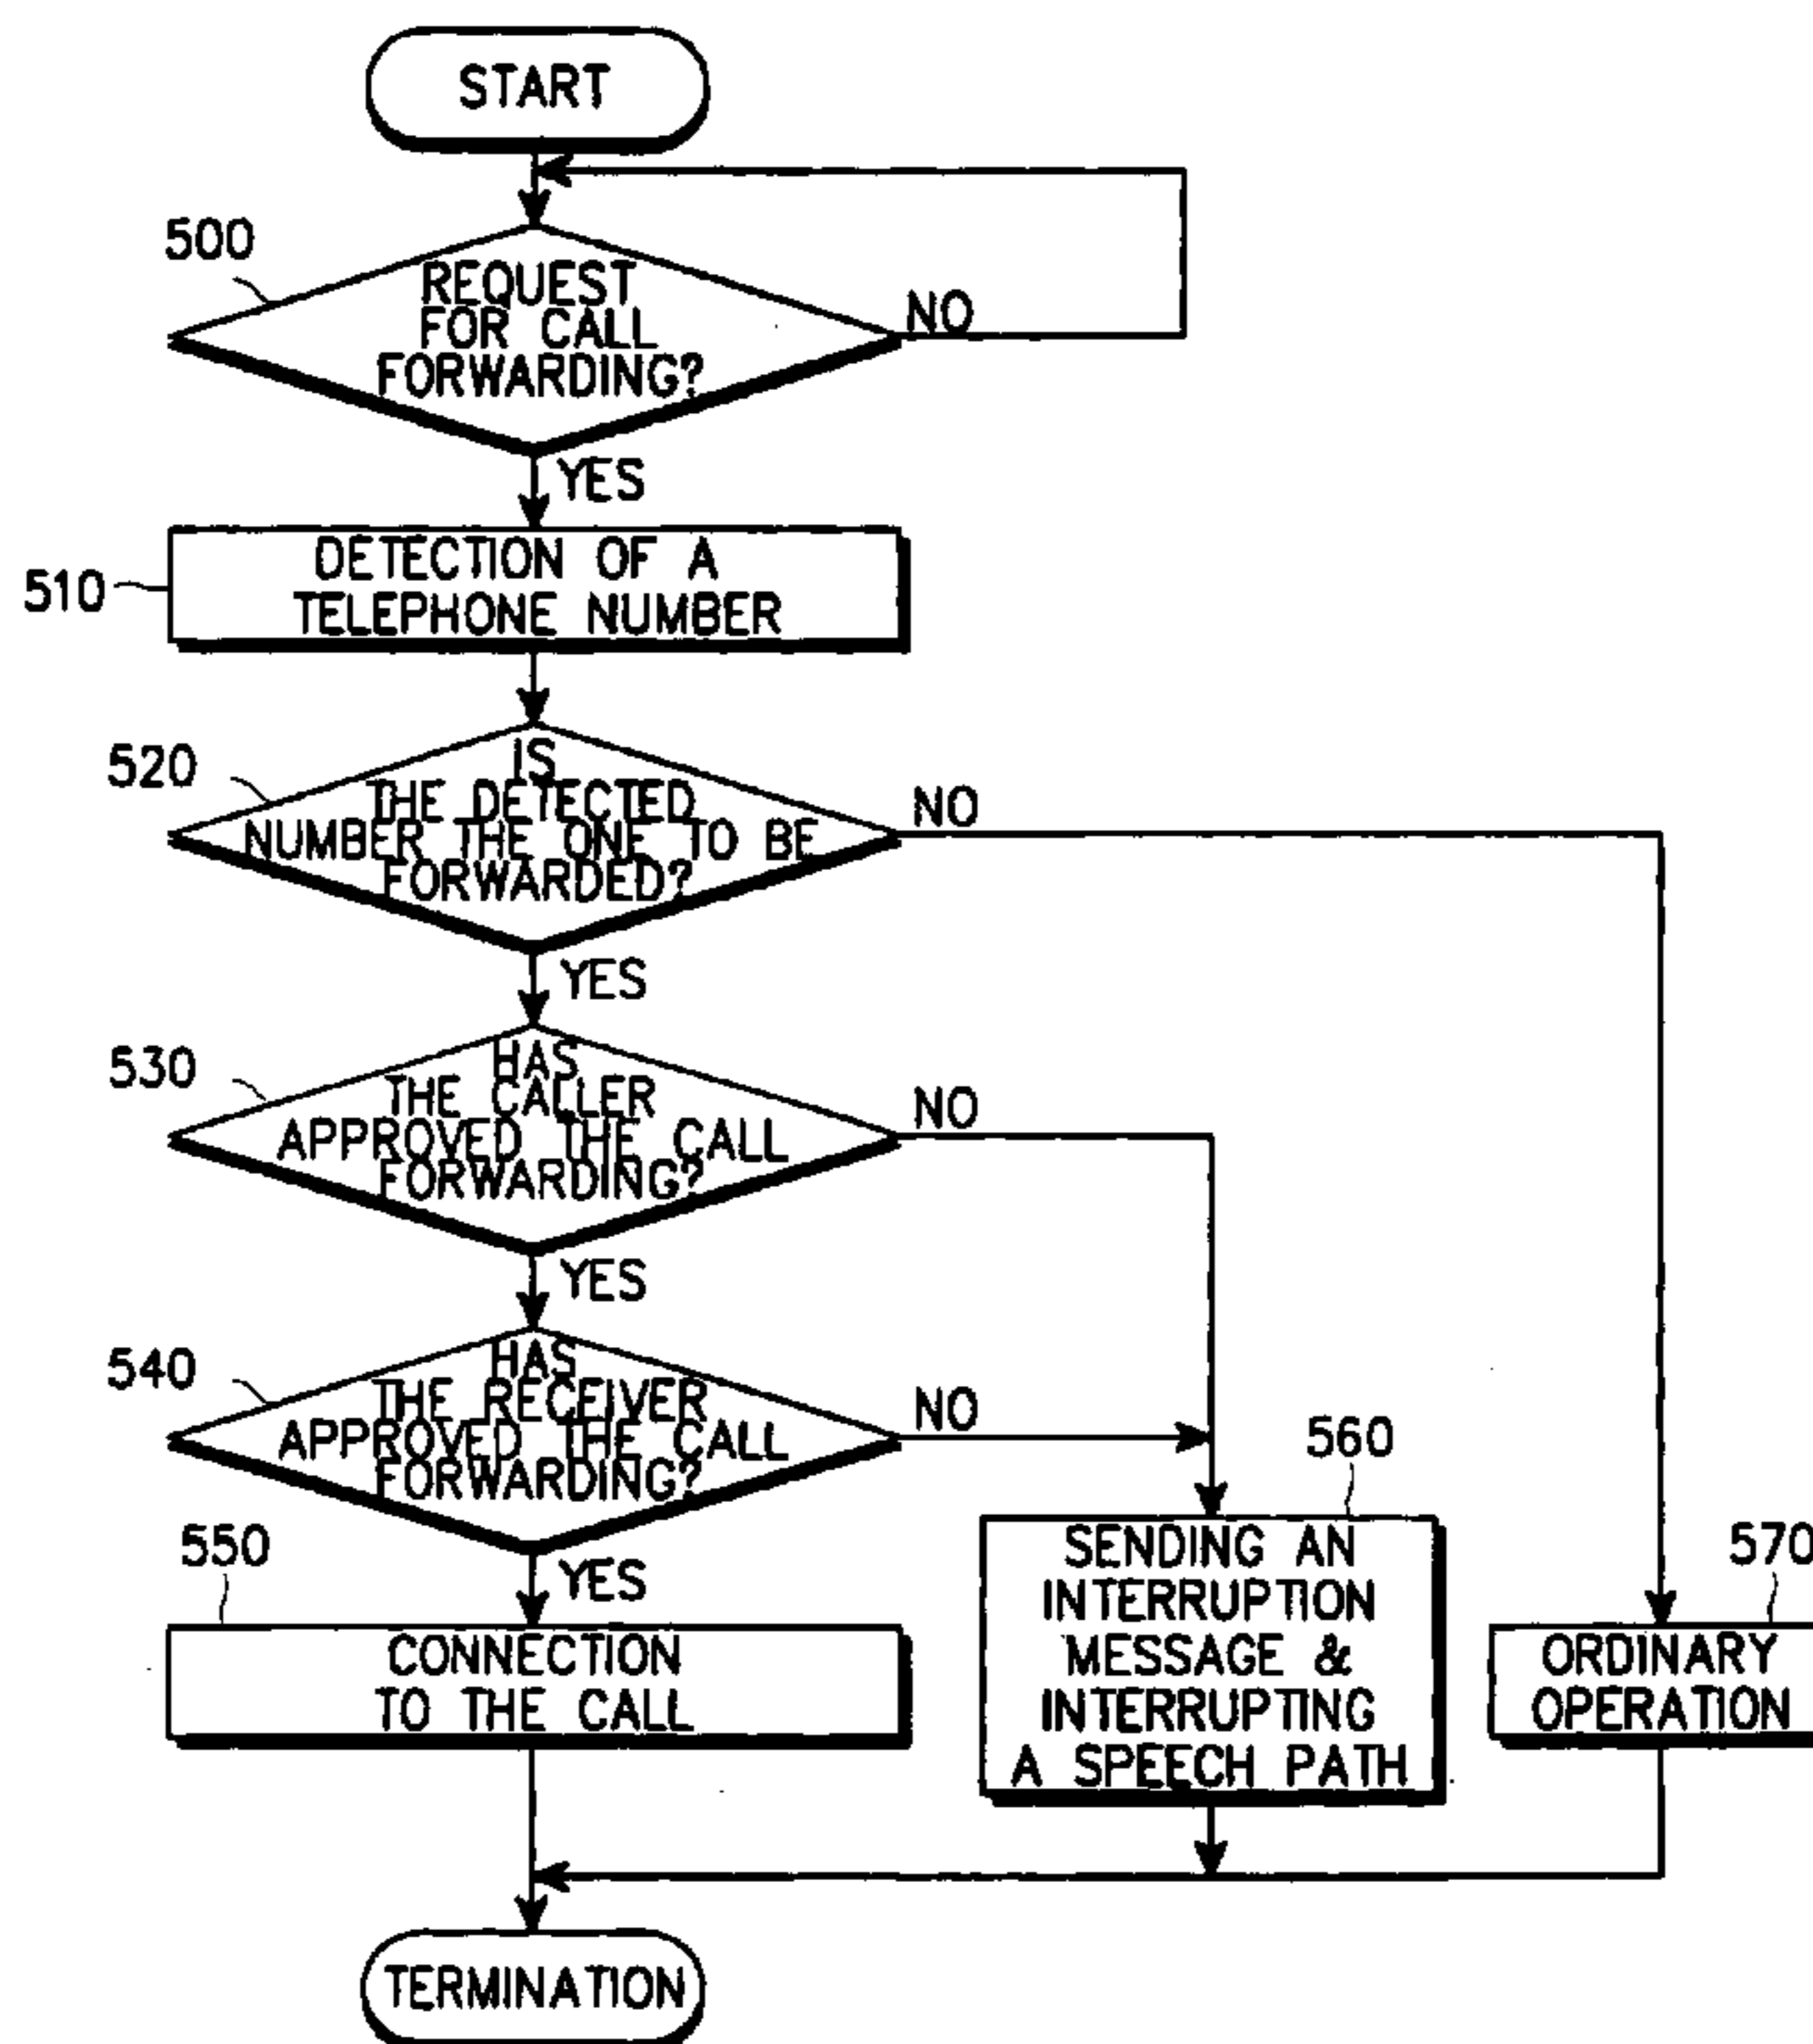 START
500
REQUEST
FOR CALL
FORWARDING?
NO
YES
510
DETECTION OF A
TELEPHONE NUMBER
520
IS
THE DETECTED
NUMBER THE ONE TO BE
FORWARDED?
NO
YES
530
HAS
THE CALLER
APPROVED THE CALL
FORWARDING?
NO
YES
540
HAS
THE RECEIVER
APPROVED THE CALL
FORWARDING?
NO
YES
550
CONNECTION
TO THE CALL
560
SENDING AN
INTERRUPTION
MESSAGE &
INTERRUPTING
A SPEECH PATH
570
ORDINARY
OPERATION
TERMINATION